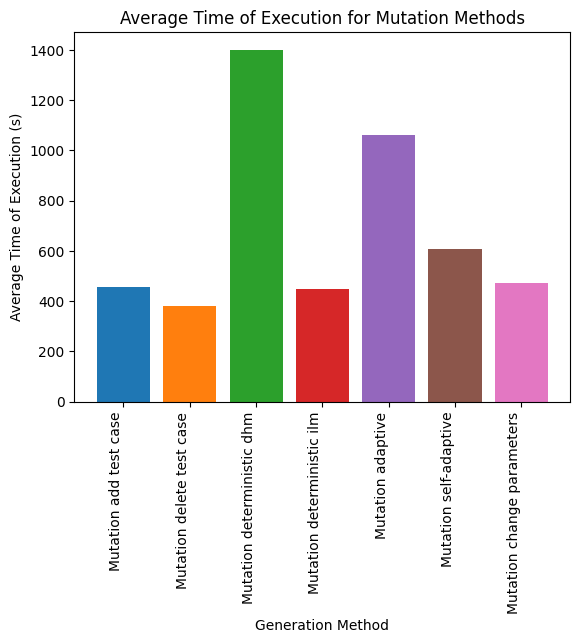 Average Time of Execution for Mutation Methods
Average Time of Execution (s)
1400
1200
1000
800
600
400
200
0
Mutation add test case
Mutation delete test case
Mutation deterministic dhm
Mutation deterministic ilm
Mutation adaptive
Mutation self-adaptive
Mutation change parameters
Generation Method